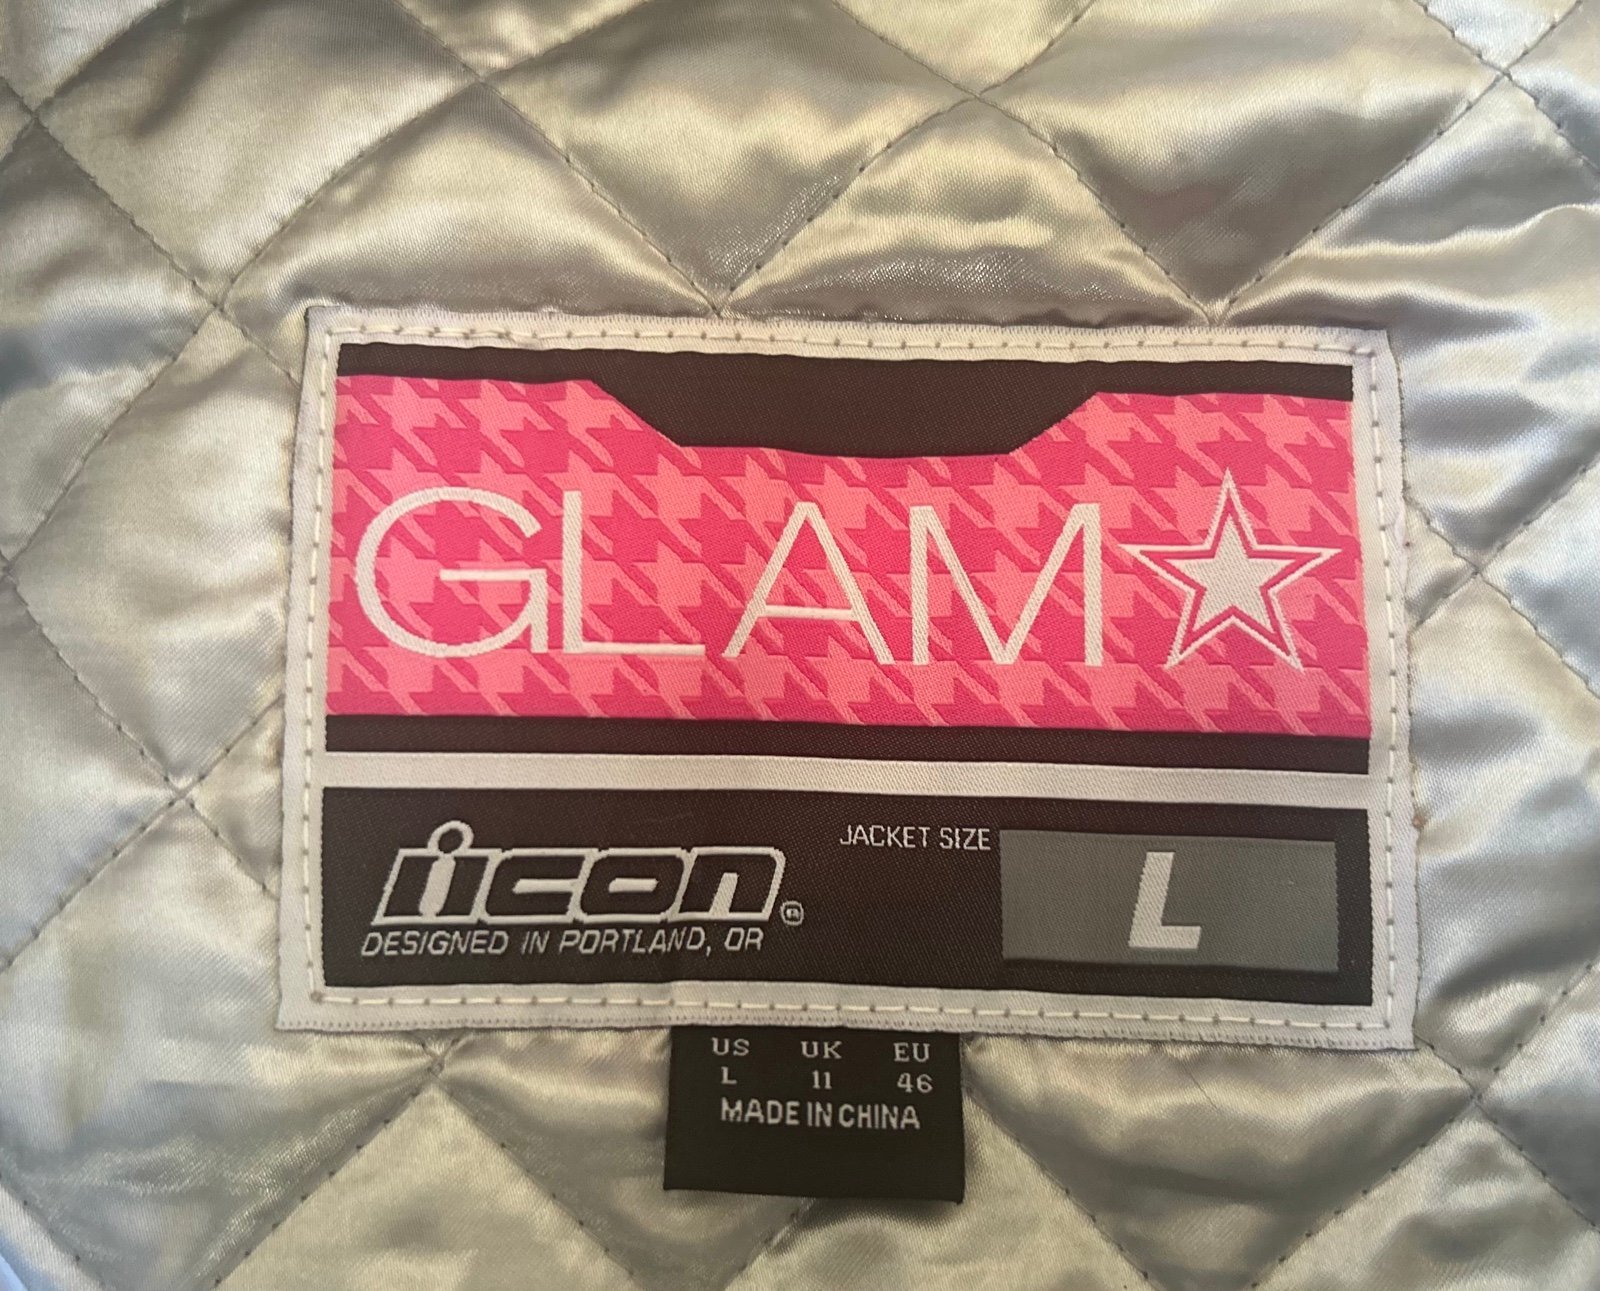 GLAM
icon®
DESIGNED IN PORTLAND, OR
JACKET SIZE L
US UK EU
L 11 46
MADE IN CHINA